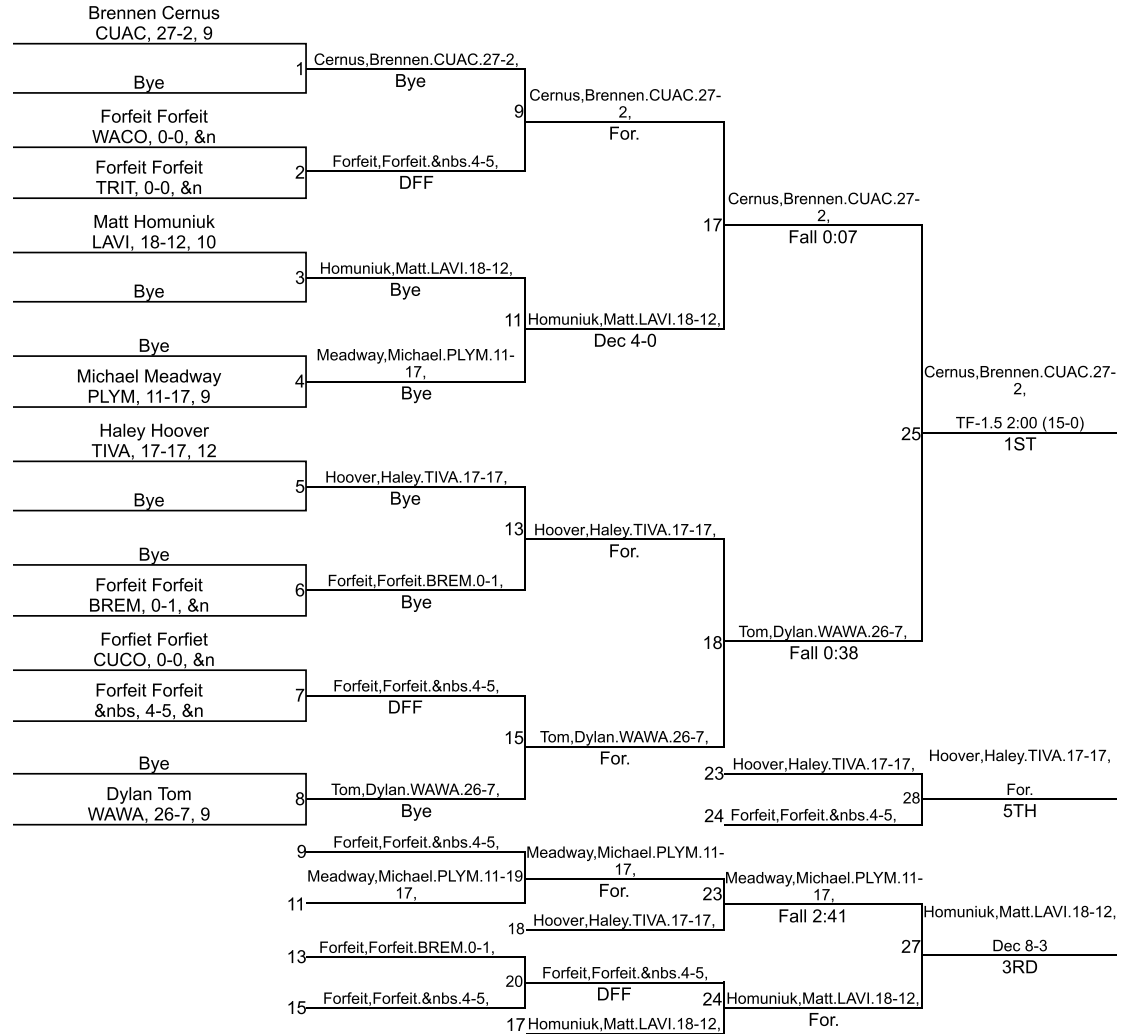 Brennen Cernus
CUAC, 27-2, 9
1
Cernus,Brennen.CUAC.27-2,
Bye
Bye
Forfeit Forfeit
WACO, 0-0, &n
9
Cernus,Brennen.CUAC.27-
2,
For.
Forfeit Forfeit
TRIT, 0-0, &n
2
Forfeit,Forfeit.&nbs.4-5,
DFF
Matt Homuniuk
LAVI, 18-12, 10
17
Cernus,Brennen.CUAC.27-
2,
Fall 0:07
3
Homuniuk,Matt.LAVI.18-12,
Bye
Bye
11
Homuniuk,Matt.LAVI.18-12,
Dec 4-0
Bye
Michael Meadway
PLYM, 11-17, 9
4
Meadway,Michael.PLYM.11-
17,
Bye
Cernus,Brennen.CUAC.27-
2,
25
TF-1.5 2:00 (15-0)
1ST
Haley Hoover
TIVA, 17-17, 12
5
Hoover,Haley.TIVA.17-17,
Bye
Bye
13
Hoover,Haley.TIVA.17-17,
For.
Bye
Forfeit Forfeit
BREM, 0-1, &n
6
Forfeit,Forfeit.BREM.0-1,
Bye
18
Tom,Dylan.WAWA.26-7,
Fall 0:38
Forfiet Forfiet
CUCO, 0-0, &n
7
Forfeit,Forfeit.&nbs.4-5,
DFF
Forfeit Forfeit
&nbs, 4-5, &n
15
Tom,Dylan.WAWA.26-7,
For.
Bye
Dylan Tom
WAWA, 26-7, 9
8
Tom,Dylan.WAWA.26-7,
Bye
23
Hoover,Haley.TIVA.17-17,
Hoover,Haley.TIVA.17-17,
28
For.
5TH
24
Forfeit,Forfeit.&nbs.4-5,
9
Forfeit,Forfeit.&nbs.4-5,
Meadway,Michael.PLYM.11-
17,
For.
Meadway,Michael.PLYM.11-19
17,
11
23
Meadway,Michael.PLYM.11-
17,
Fall 2:41
18
Hoover,Haley.TIVA.17-17,
Homuniuk,Matt.LAVI.18-12,
27
Dec 8-3
3RD
13
Forfeit,Forfeit.BREM.0-1,
20
Forfeit,Forfeit.&nbs.4-5,
DFF
15
Forfeit,Forfeit.&nbs.4-5,
24
Homuniuk,Matt.LAVI.18-12,
For.
17
Homuniuk,Matt.LAVI.18-12,